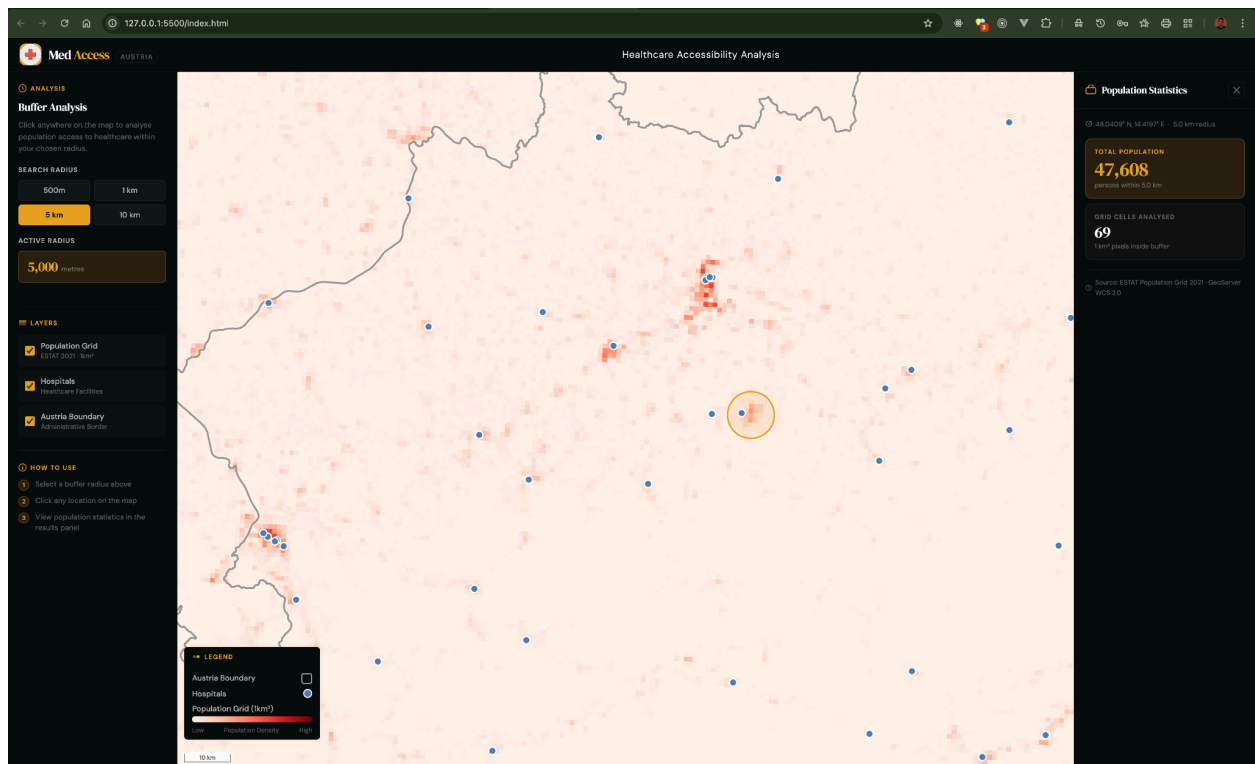 127.0.0.1:5500/index.html
3
Med Access AUSTRIA
Healthcare Accessibility Analysis
ANALYSIS
Buffer Analysis
Click anywhere on the map to analyse
population access to healthcare within
your chosen radius.
SEARCH RADIUS
500m
1 km
5 km
10 km
ACTIVE RADIUS
5,000 metres
LAYERS
Population Grid
ESTAT 2021 · 1km²
Hospitals
Healthcare Facilities
Austria Boundary
Administrative Border
HOW TO USE
1 Select a buffer radius above
2 Click any location on the map
3 View population statistics in the
results panel
LEGEND
Austria Boundary
Hospitals
Population Grid (1km²)
Low Population Density High
10 km
Population Statistics
48.0409° N, 14.4197° E · 5.0 km radius
TOTAL POPULATION
47,608
persons within 5.0 km
GRID CELLS ANALYSED
69
1 km² pixels inside buffer
Source: ESTAT Population Grid 2021 · GeoServer
WCS 2.0